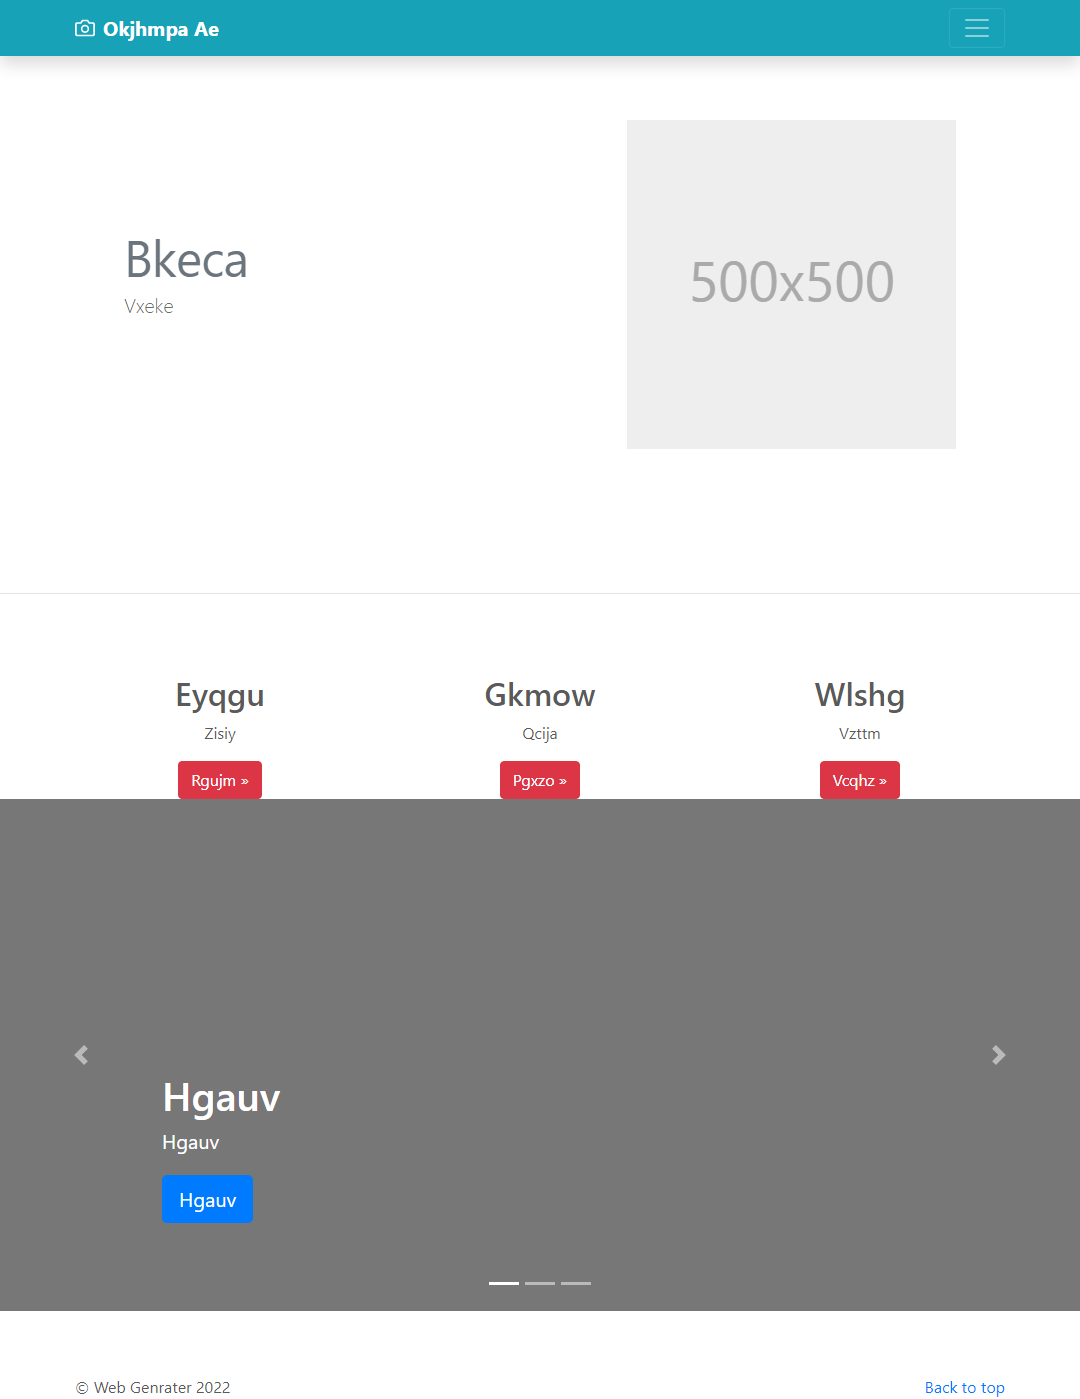 Okjhmpa Ae
Bkeca
Vxeke
500x500
Eyqgu
Zisiy
Rgujm »
Gkmow
Qcija
Pgxzo »
Wlshg
Vzttm
Vcqhz »
Hgauv
Hgauv
Hgauv
© Web Genrater 2022
Back to top